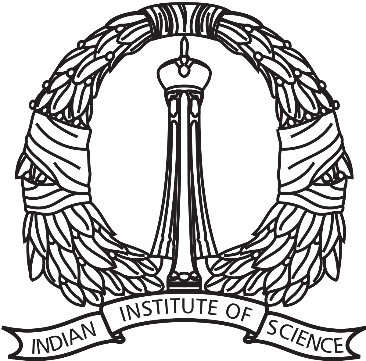 INDIAN INSTITUTE OF SCIENCE